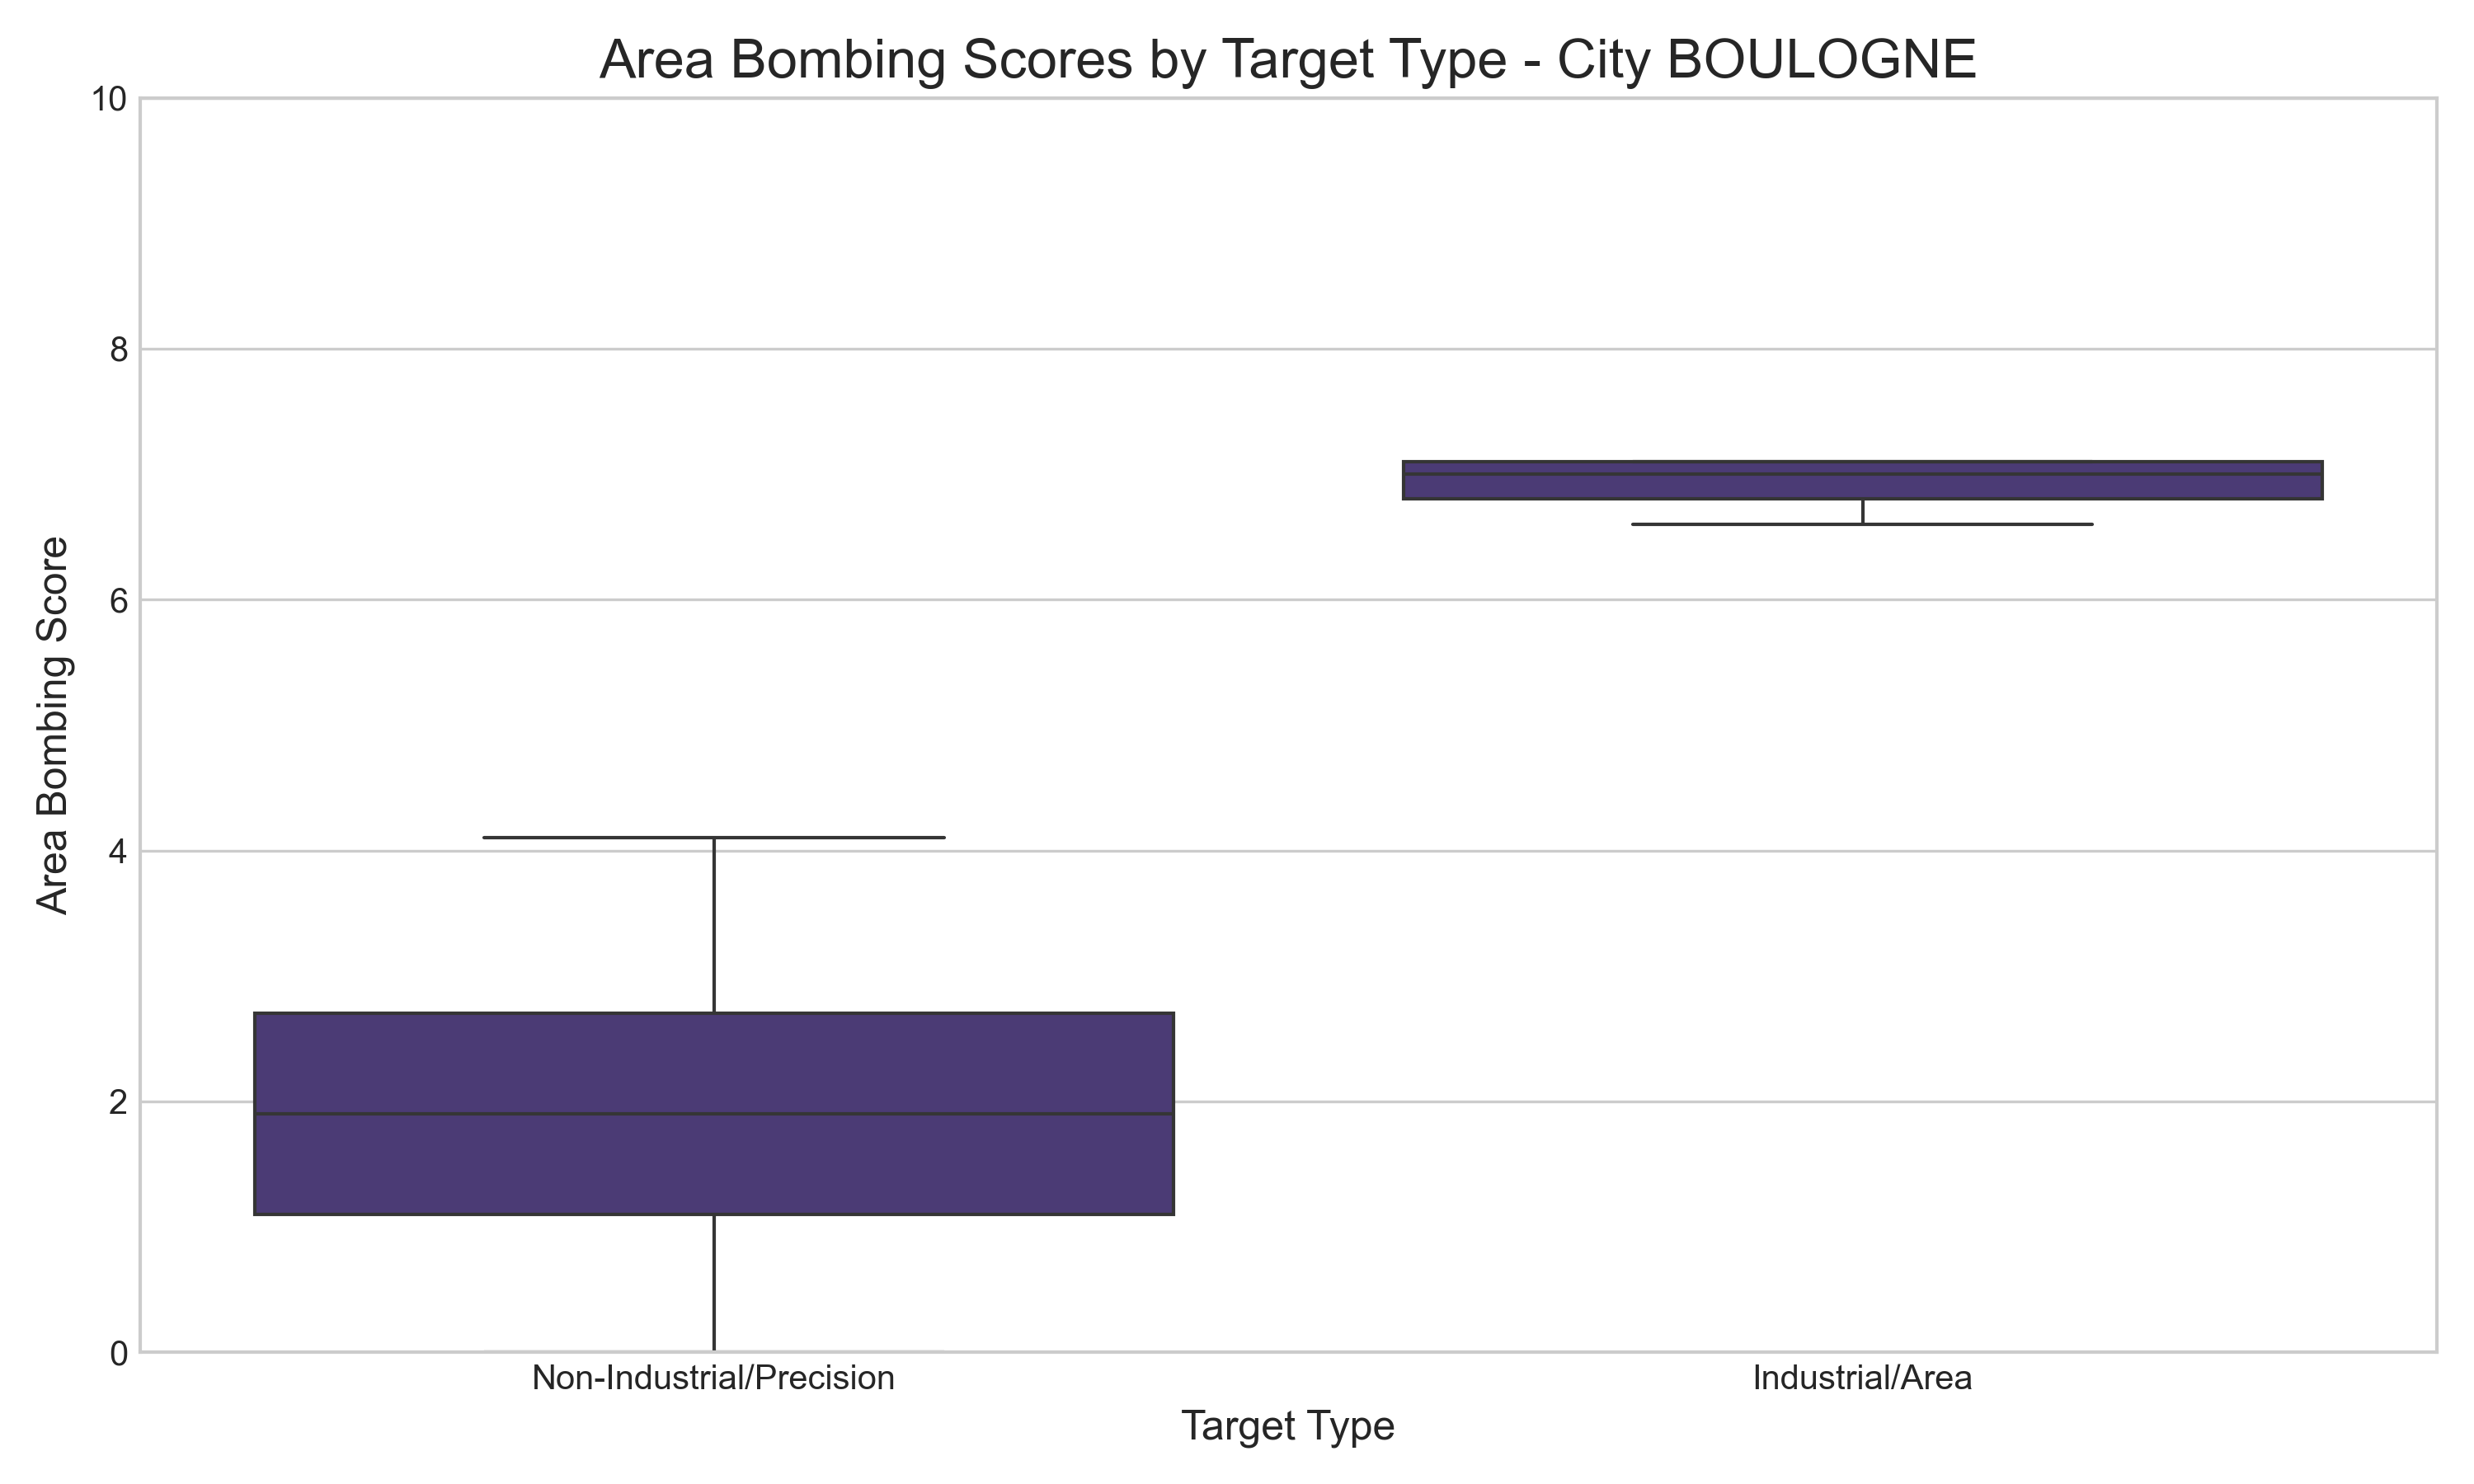 Area Bombing Scores by Target Type - City BOULOGNE
10
8
6
4
2
0
Area Bombing Score
Non-Industrial/Precision
Industrial/Area
Target Type